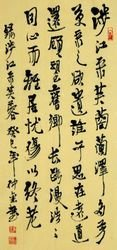 涉江采芙蓉蘭澤多芳
草采之欲遺誰所思在遠道
還顧望舊鄉長路漫浩〻
同心而離居憂傷以終老
錄涉江采芙蓉癸巳年